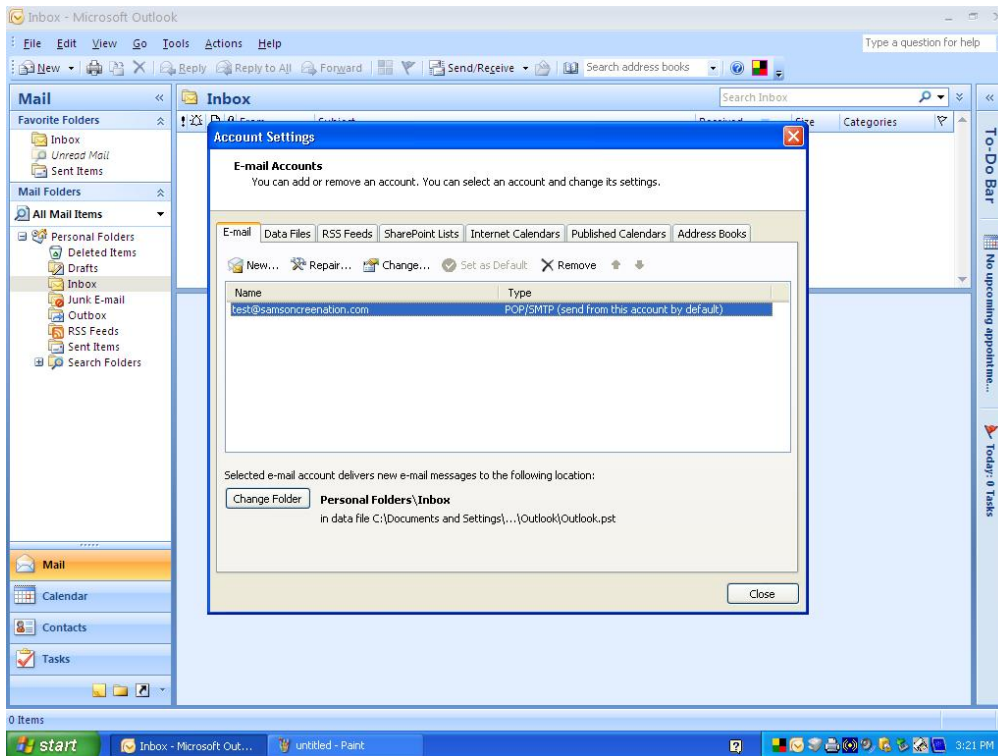 Inbox - Microsoft Outlook
File Edit View Go Tools Actions Help
Type a question for help
New Reply Reply to All Forward Send/Receive Search address books
Mail
Inbox
Search Inbox
Favorite Folders
Inbox
Unread Mail
Sent Items
Size Categories
Mail Folders
All Mail Items
Personal Folders
Deleted Items
Drafts
Inbox
Junk E-mail
Outbox
RSS Feeds
Sent Items
Search Folders
Account Settings
E-mail Accounts
You can add or remove an account. You can select an account and change its settings.
E-mail Data Files RSS Feeds SharePoint Lists Internet Calendars Published Calendars Address Books
New... Repair... Change... Set as Default Remove
Name Type
test@samsoncreenation.com POP/SMTP (send from this account by default)
Selected e-mail account delivers new e-mail messages to the following location:
Change Folder Personal Folders\Inbox
in data file C:\Documents and Settings\...\Outlook\Outlook.pst
Close
To-Do Bar
No upcoming appointme...
Today: 0 Tasks
Mail
Calendar
Contacts
Tasks
0 Items
start Inbox - Microsoft Out... untitled - Paint 3:21 PM